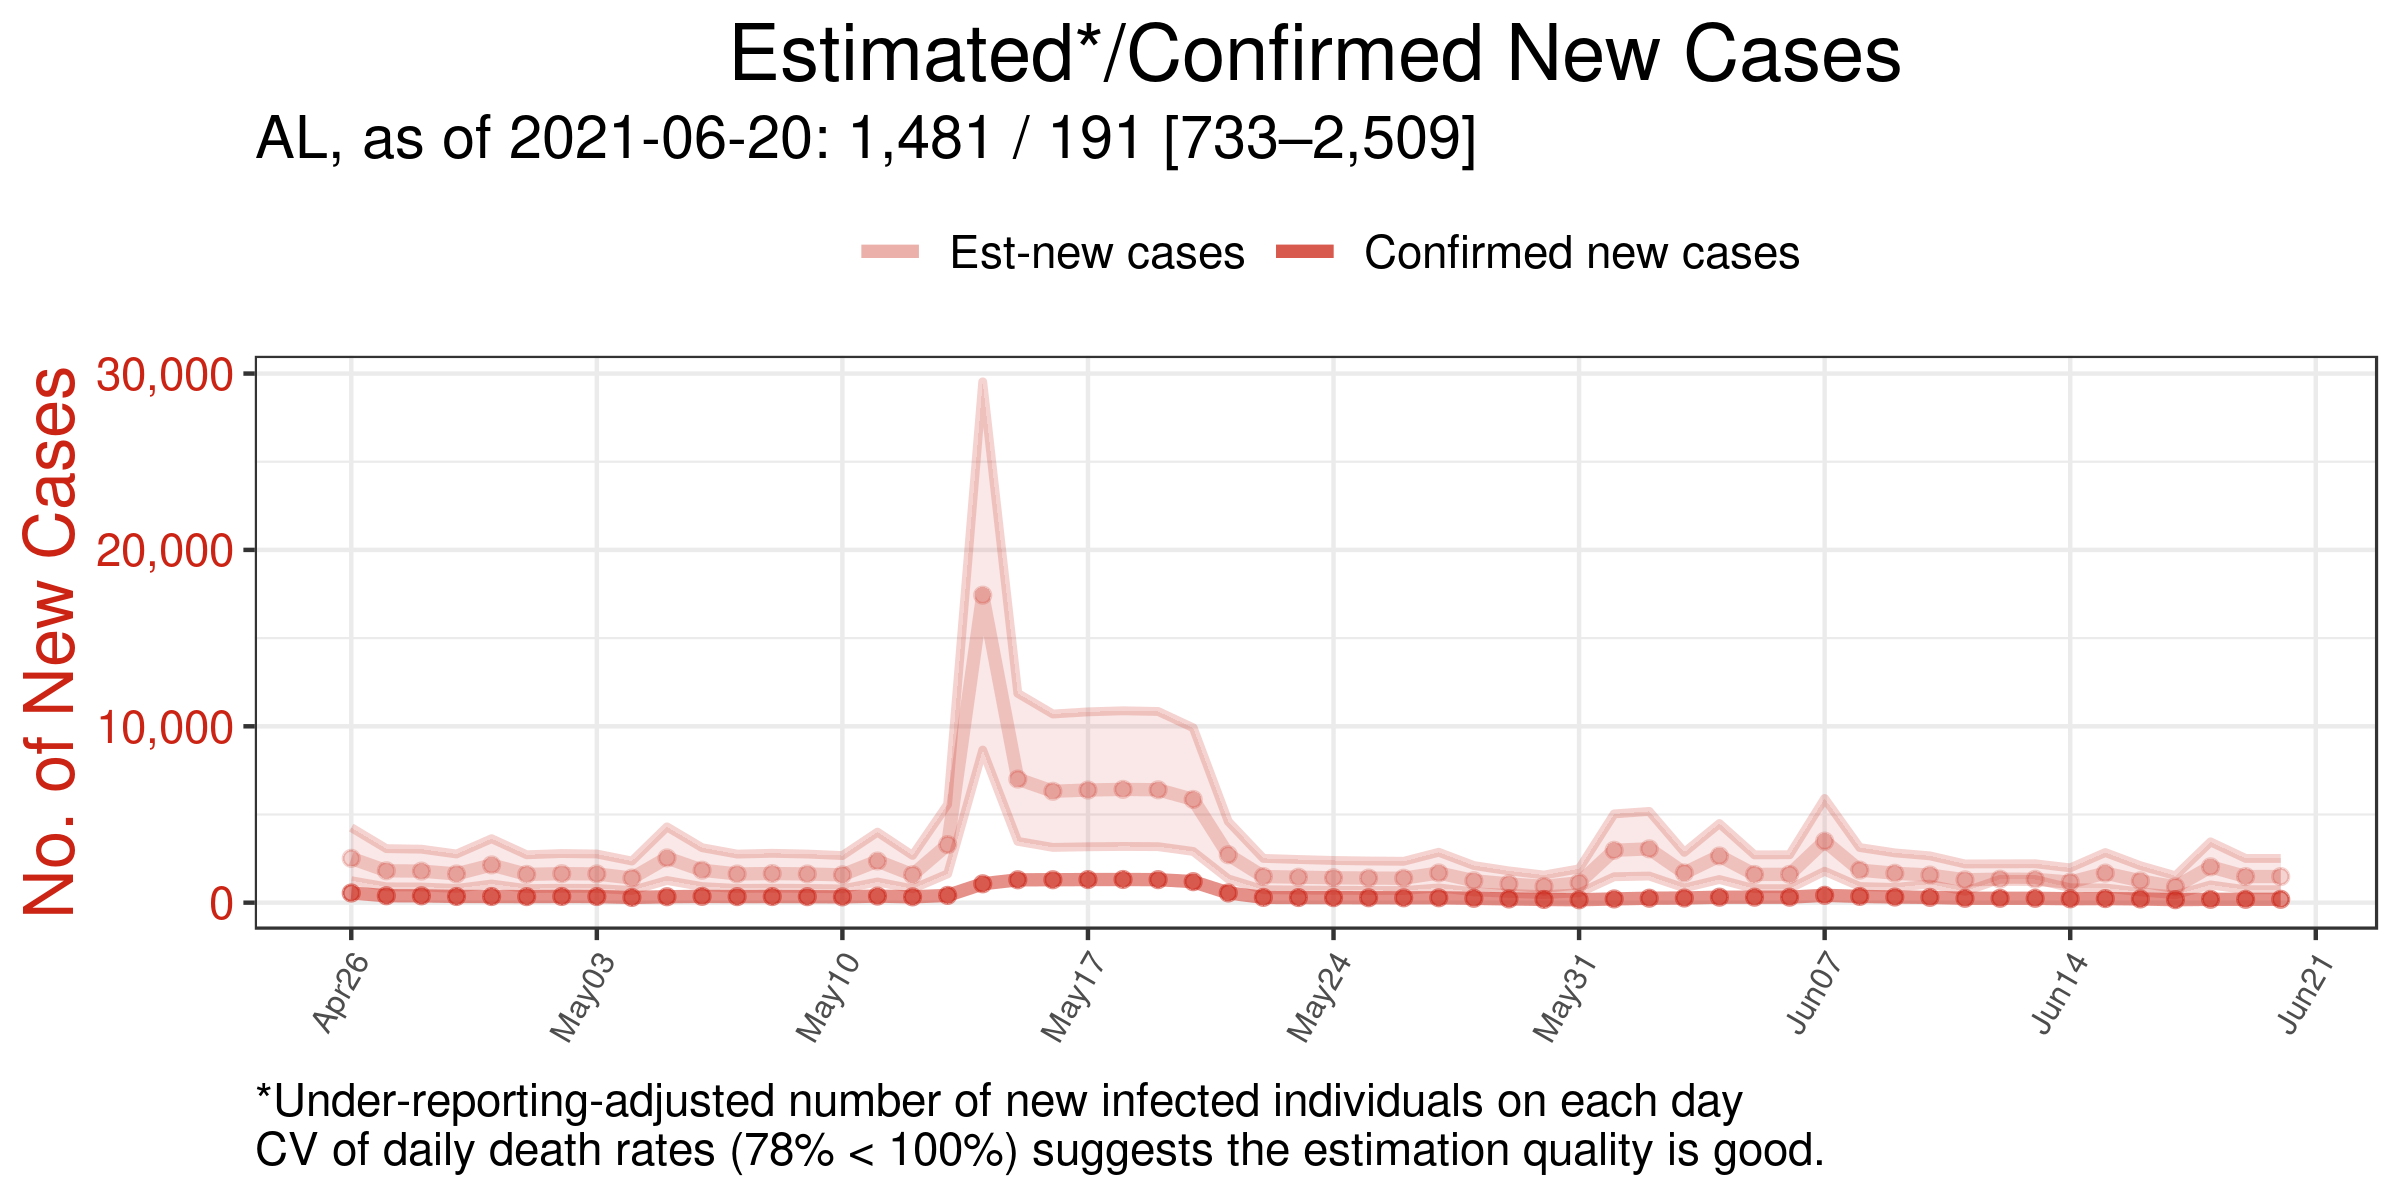 Estimated*/Confirmed New Cases
AL, as of 2021-06-20: 1,481 / 191 [733–2,509]
Est-new cases
Confirmed new cases
No. of New Cases
30,000
20,000
10,000
0
Apr26
May03
May10
May17
May24
May31
Jun07
Jun14
Jun21
*Under-reporting-adjusted number of new infected individuals on each day
CV of daily death rates (78% < 100%) suggests the estimation quality is good.